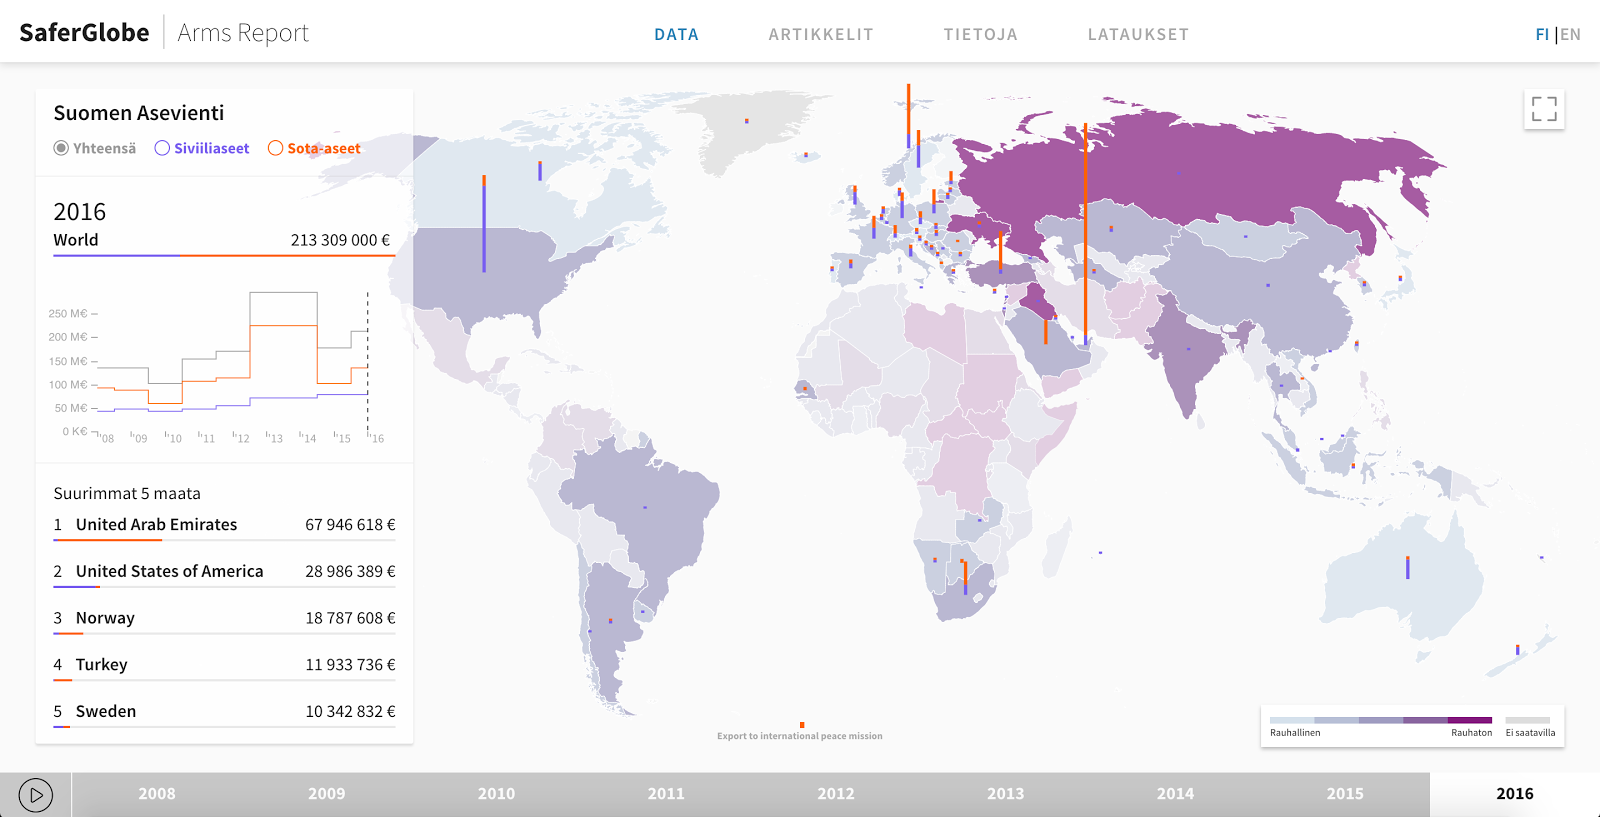 SaferGlobe | Arms Report
DATA
ARTIKKELIT
TIETOJA
LATAUKSET
FI | EN
Suomen Asevienti
Yhteensä Siviiliaseet Sota-aseet
2016
World 213 309 000 €
250 M€
200 M€
150 M€
100 M€
50 M€
0 K€
'08 '09 '10 '11 '12 '13 '14 '15 '16
Suurimmat 5 maata
1 United Arab Emirates 67 946 618 €
2 United States of America 28 986 389 €
3 Norway 18 787 608 €
4 Turkey 11 933 736 €
5 Sweden 10 342 832 €
Export to international peace mission
Rauhallinen Rauhaton Ei saatavilla
2008 2009 2010 2011 2012 2013 2014 2015 2016